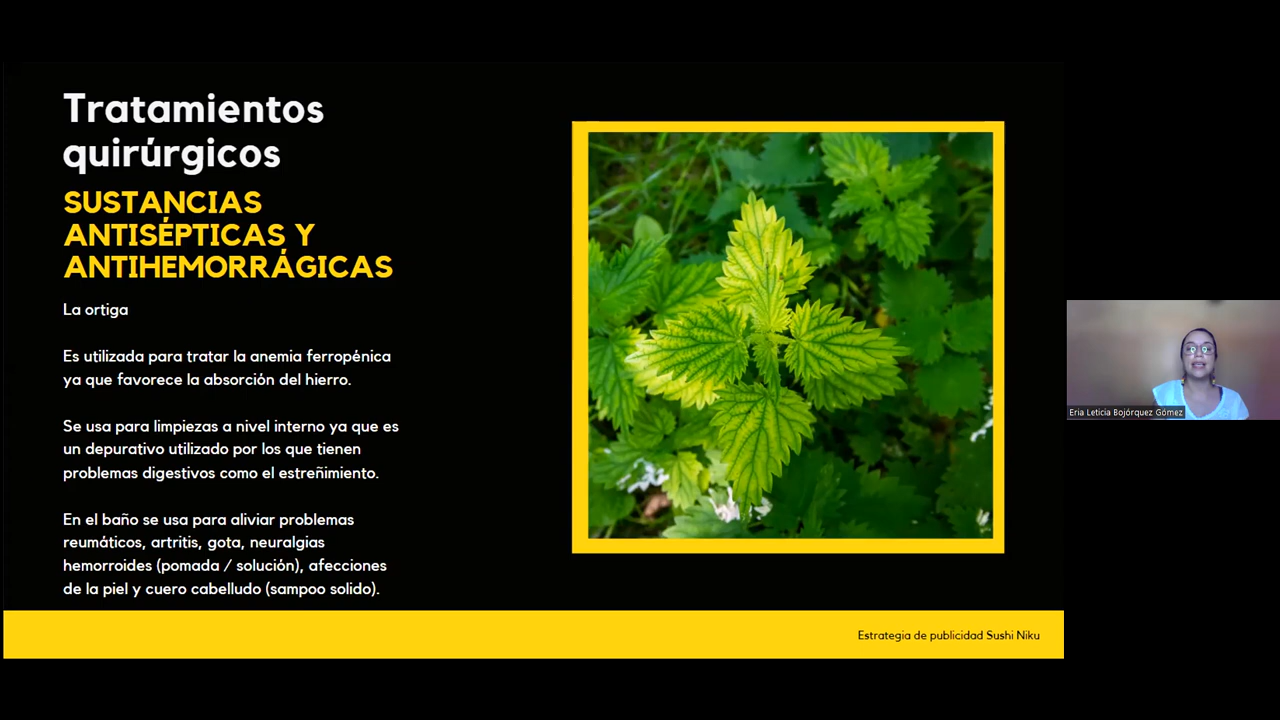 Tratamientos
quirúrgicos
SUSTANCIAS
ANTISÉPTICAS Y
ANTIHEMORRÁGICAS
La ortiga
Es utilizada para tratar la anemia ferropénica
ya que favorece la absorción del hierro.
Se usa para limpiezas a nivel interno ya que es
un depurativo utilizado por los que tienen
problemas digestivos como el estreñimiento.
En el baño se usa para aliviar problemas
reumáticos, artritis, gota, neuralgias
hemorroides (pomada / solución), afecciones
de la piel y cuero cabelludo (sampoo solido).
Estrategia de publicidad Sushi Niku
Eria Leticia Bojórquez Gómez